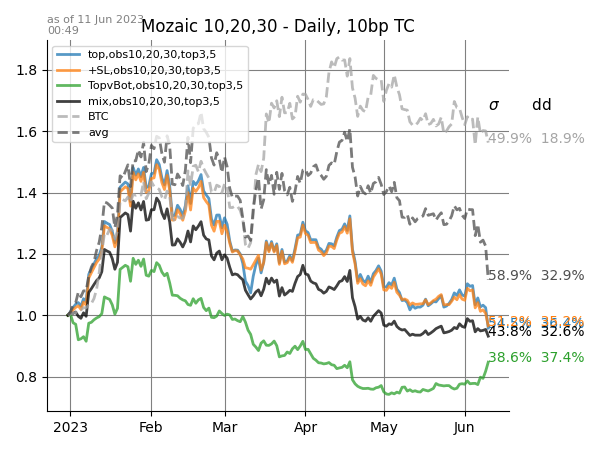 as of 11 Jun 2023
00:49
Mozaic 10,20,30 - Daily, 10bp TC
top,obs10,20,30,top3,5
+SL,obs10,20,30,top3,5
TopvBot,obs10,20,30,top3,5
mix,obs10,20,30,top3,5
BTC
avg
σ dd
49.9% 18.9%
58.9% 32.9%
43.8% 32.6%
38.6% 37.4%
1.8
1.6
1.4
1.2
1.0
0.8
2023 Feb Mar Apr May Jun